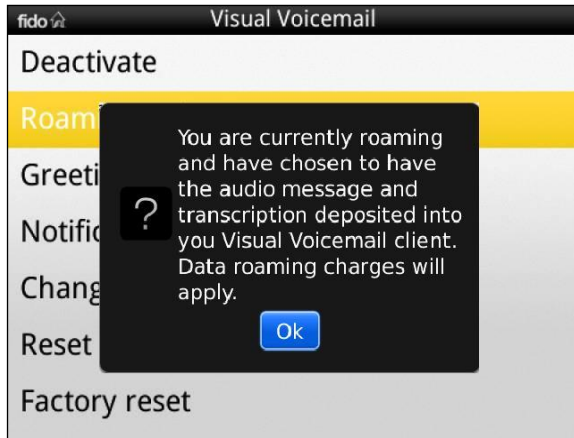 fido
Visual Voicemail
Deactivate
Roam
You are currently roaming
and have chosen to have
the audio message and
transcription deposited into
you Visual Voicemail client.
Data roaming charges will
apply.
?
Ok
Greeti
Notific
Chang
Reset
Factory reset